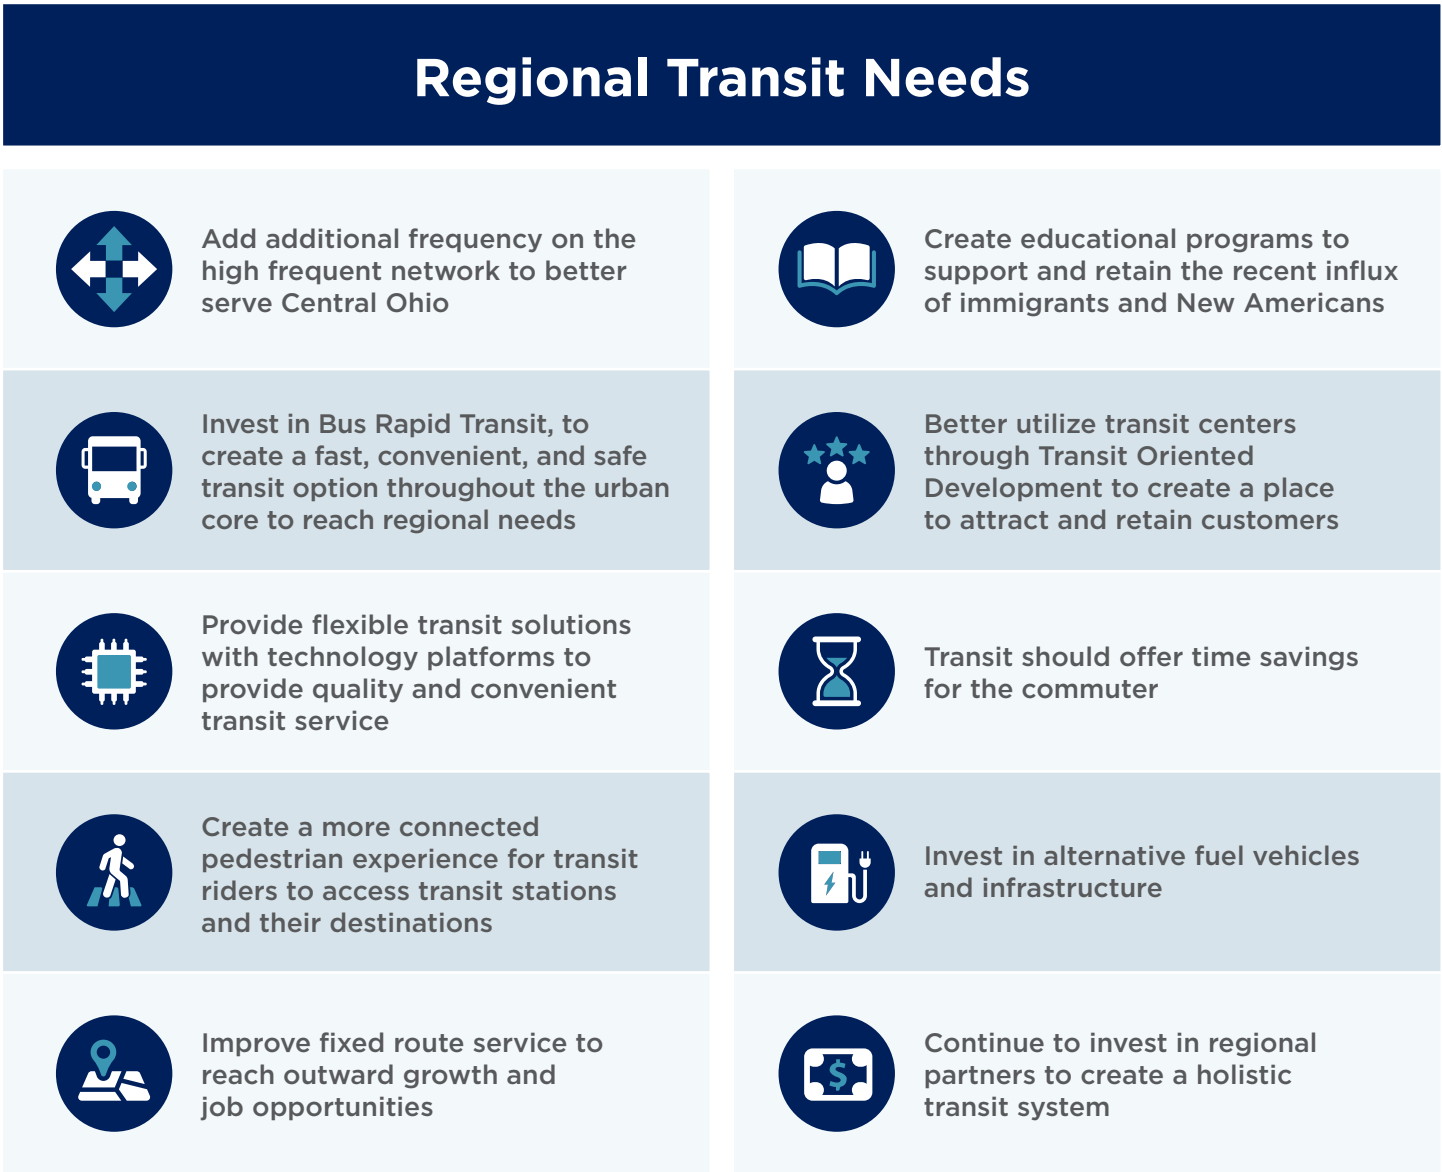 Regional Transit Needs
Add additional frequency on the
high frequent network to better
serve Central Ohio
Invest in Bus Rapid Transit, to
create a fast, convenient, and safe
transit option throughout the urban
core to reach regional needs
Provide flexible transit solutions
with technology platforms to
provide quality and convenient
transit service
Create a more connected
pedestrian experience for transit
riders to access transit stations
and their destinations
Improve fixed route service to
reach outward growth and
job opportunities
Create educational programs to
support and retain the recent influx
of immigrants and New Americans
Better utilize transit centers
through Transit Oriented
Development to create a place
to attract and retain customers
Transit should offer time savings
for the commuter
Invest in alternative fuel vehicles
and infrastructure
$
Continue to invest in regional
partners to create a holistic
transit system